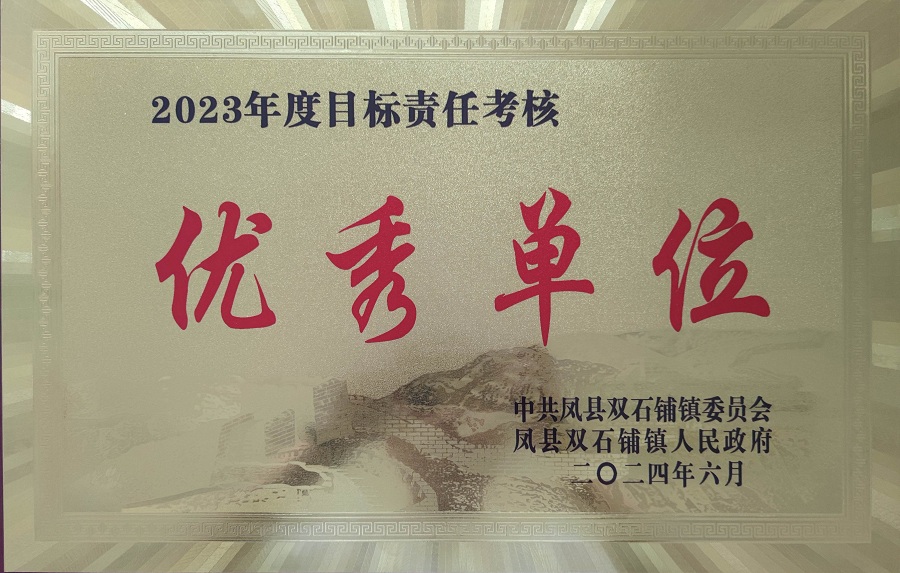 2023年度目标责任考核
优秀单位
中共凤县双石铺镇委员会
凤县双石铺镇人民政府
二〇二四年六月